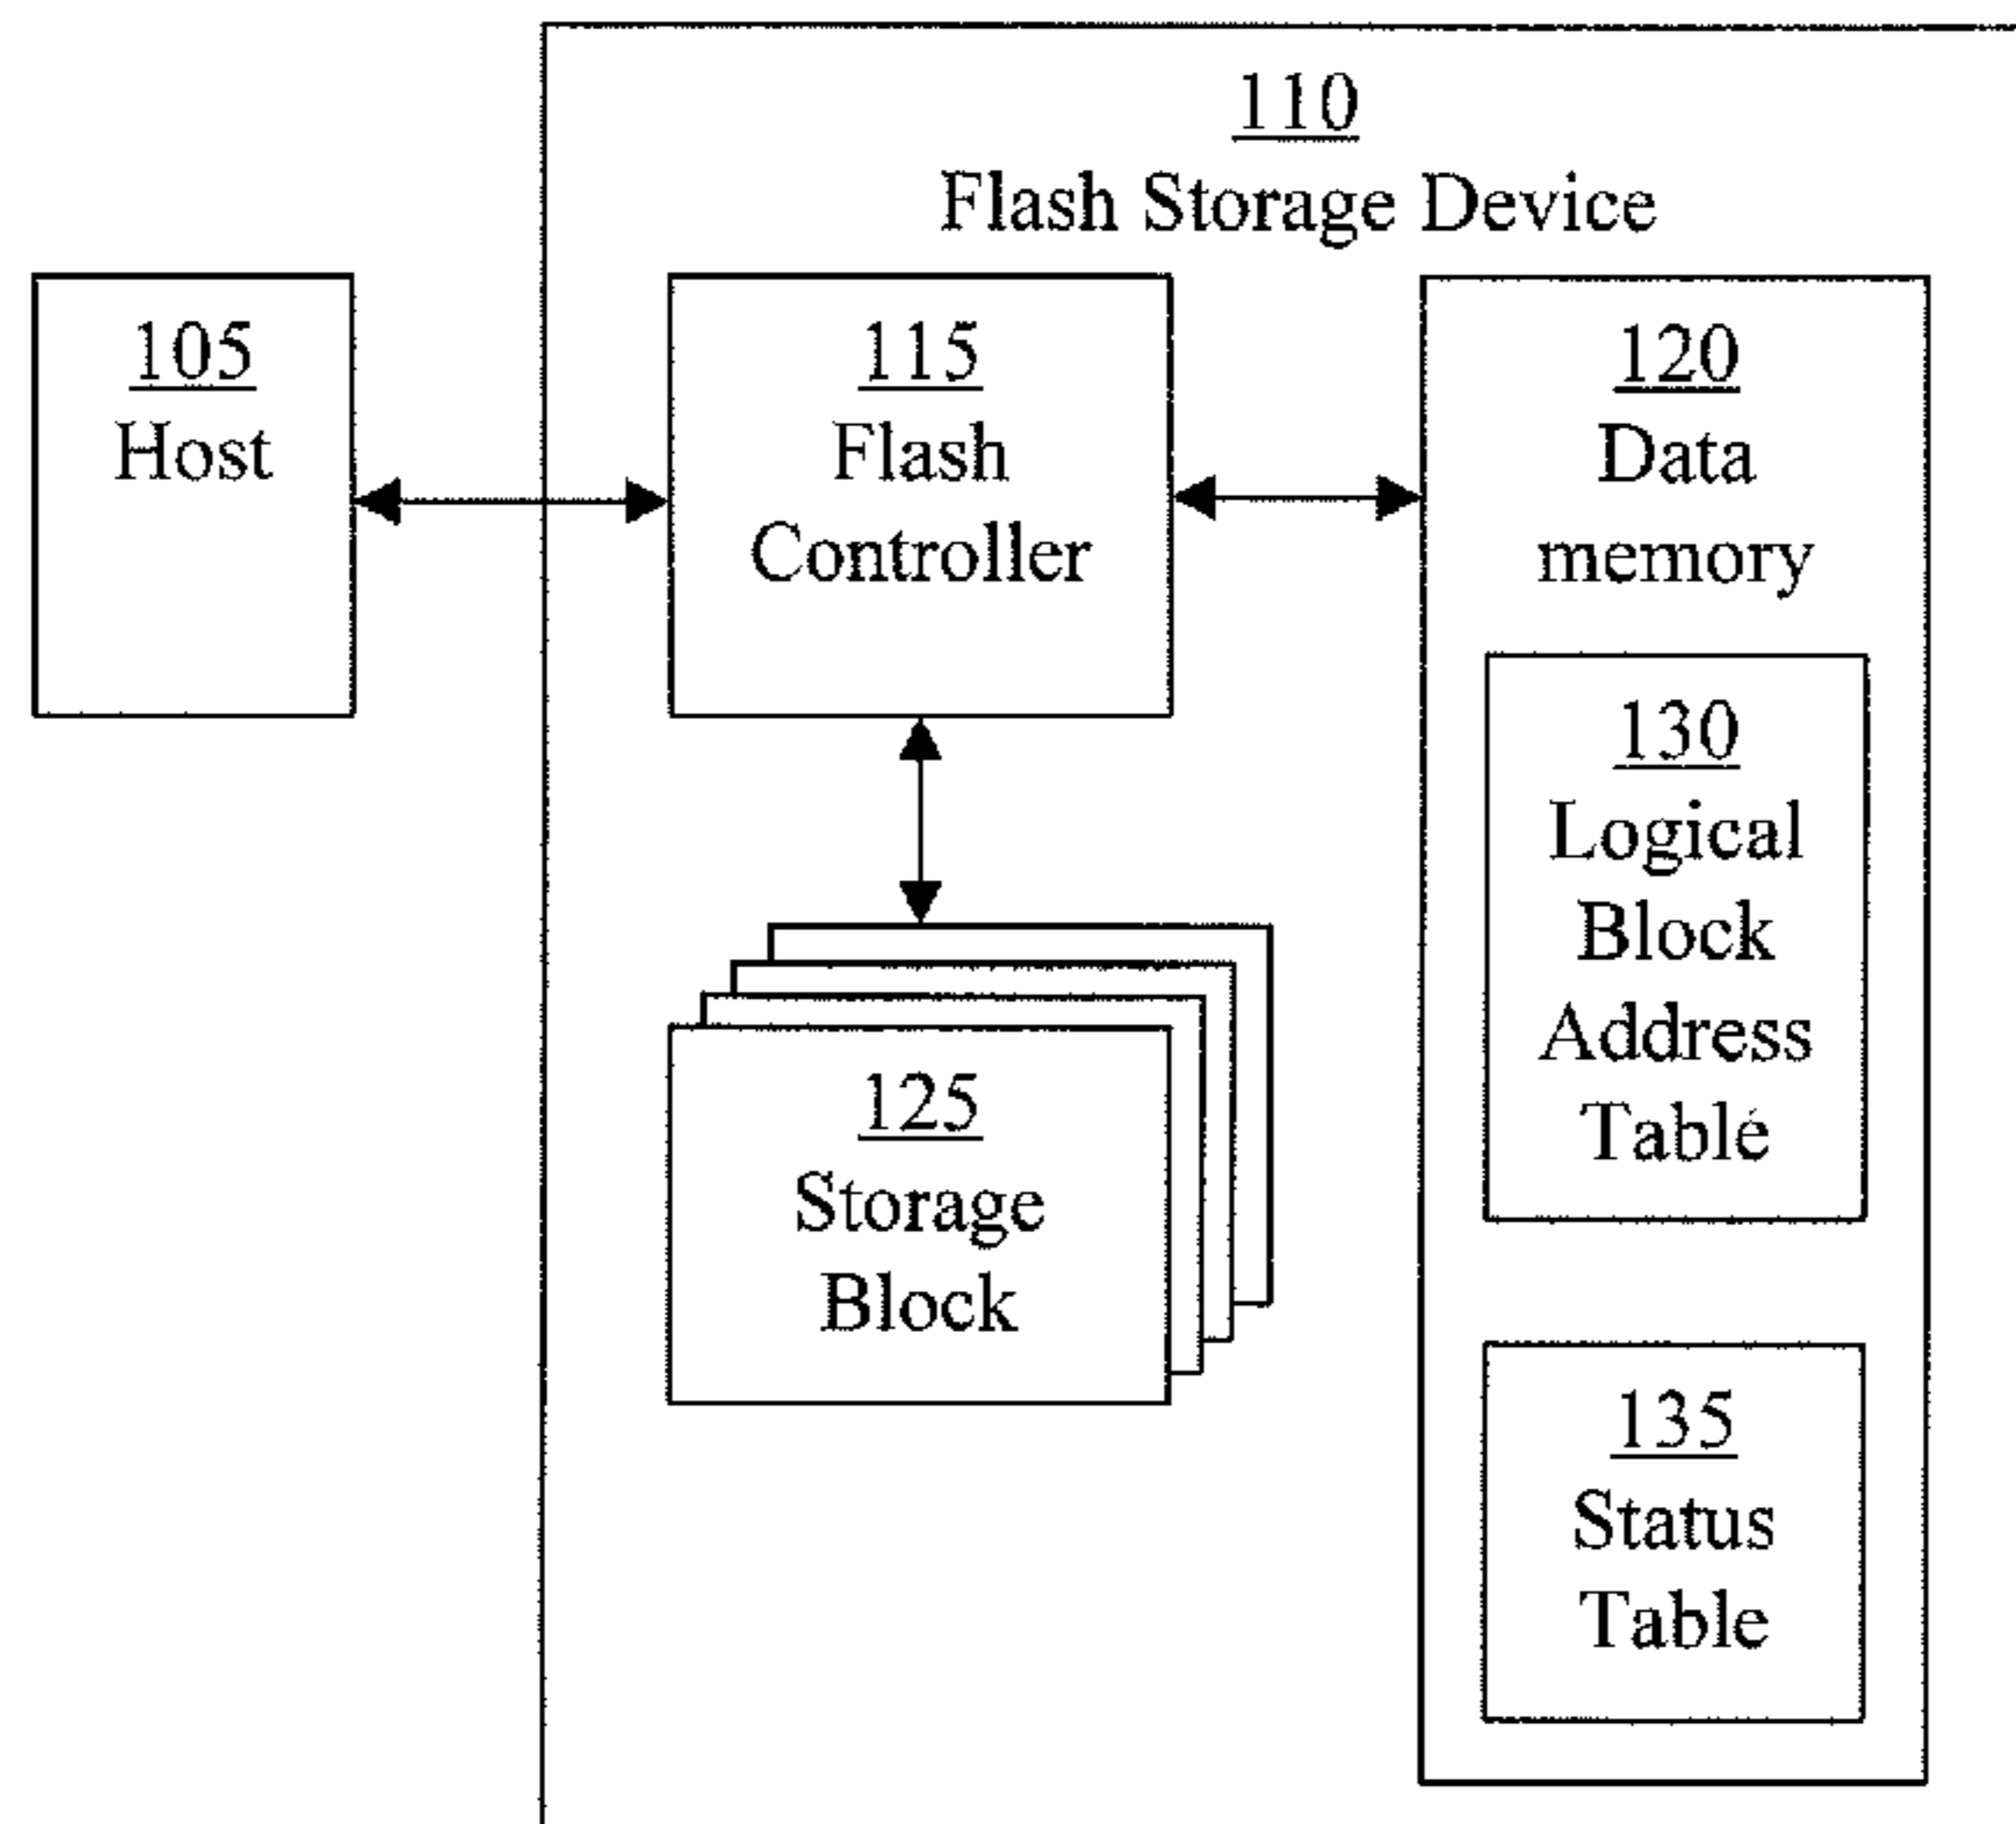 110
Flash Storage Device
105
Host
115
Flash
Controller
120
Data
memory
130
Logical
Block
Address
Table
125
Storage
Block
135
Status
Table